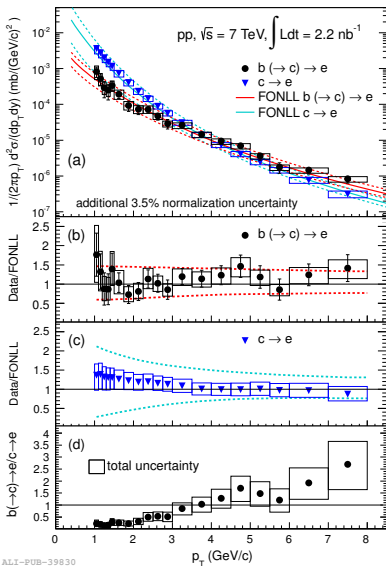 pp, √s = 7 TeV, ∫Ldt = 2.2 nb⁻¹
b (→ c) → e
c → e
FONLL b (→ c) → e
FONLL c → e
1/(2πp_T) d²σ/(dp_Tdy) (mb/(GeV/c)²)
10⁻²
10⁻³
10⁻⁴
10⁻⁵
10⁻⁶
10⁻⁷
(a)
additional 3.5% normalization uncertainty
Data/FONLL
2.5
2
1.5
1
0.5
(b)
b (→ c) → e
Data/FONLL
2.5
2
1.5
1
0.5
(c)
c → e
b(→c)→e/c→e
4
3.5
3
2.5
2
1.5
1
0.5
(d)
total uncertainty
0 1 2 3 4 5 6 7 8
p_T (GeV/c)
ALI-PUB-39830